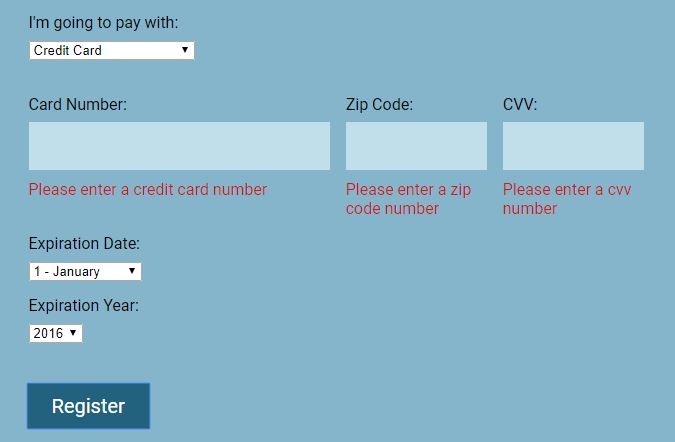 I'm going to pay with:
Credit Card
Card Number: Zip Code: CVV:
Please enter a credit card number
Please enter a zip
code number
Please enter a cvv
number
Expiration Date:
1 - January
Expiration Year:
2016
Register